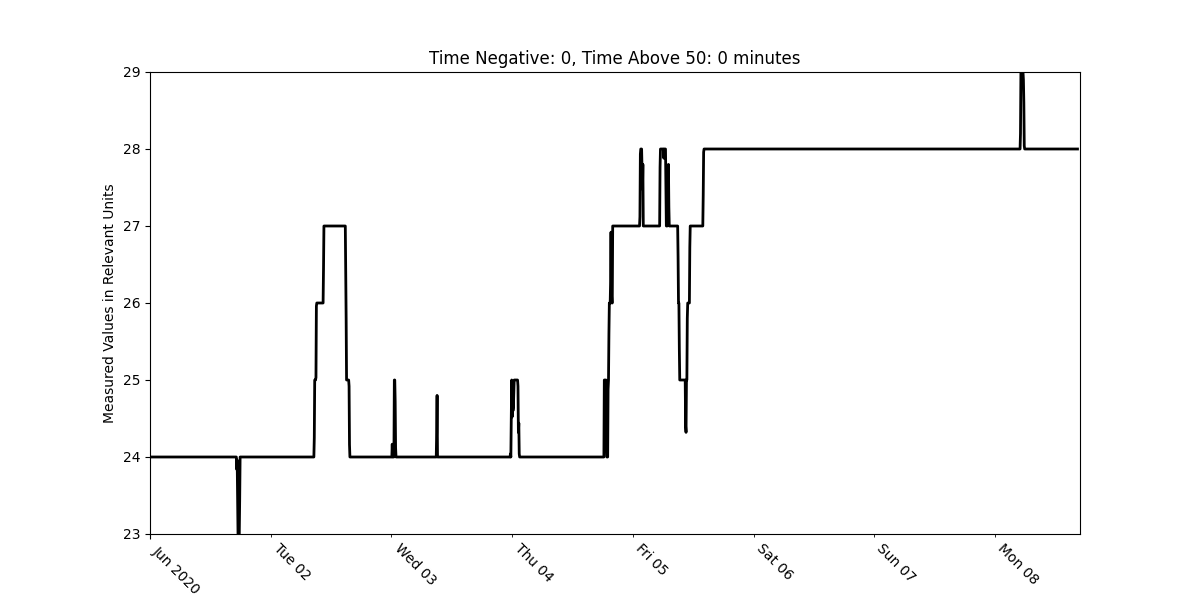 Time Negative: 0, Time Above 50: 0 minutes
Measured Values in Relevant Units
29
28
27
26
25
24
23
Jun 2020
Tue 02
Wed 03
Thu 04
Fri 05
Sat 06
Sun 07
Mon 08